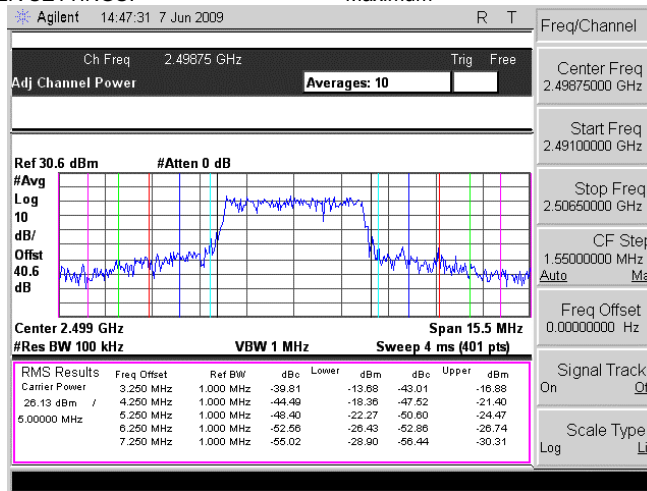 Maximum
Agilent 14:47:31 7 Jun 2009 R T
Ch Freq 2.49875 GHz Trig Free
Adj Channel Power Averages: 10
Ref 30.6 dBm #Atten 0 dB
#Avg
Log
10
dB/
Offst
40.6
dB
Center 2.499 GHz Span 15.5 MHz
#Res BW 100 kHz VBW 1 MHz Sweep 4 ms (401 pts)
RMS Results Freq Offset Ref BW dBc Lower dBm dBc Upper dBm
Carrier Power 3.250 MHz 1.000 MHz -39.81 -13.68 -43.01 -16.88
26.13 dBm / 4.250 MHz 1.000 MHz -44.49 -18.36 -47.52 -21.40
5.00000 MHz 5.250 MHz 1.000 MHz -48.40 -22.27 -50.60 -24.47
6.250 MHz 1.000 MHz -52.56 -26.43 -52.86 -26.74
7.250 MHz 1.000 MHz -55.02 -28.90 -56.44 -30.31
Freq/Channel
Center Freq
2.49875000 GHz
Start Freq
2.49100000 GHz
Stop Freq
2.50650000 GHz
CF Step
1.55000000 MHz
Auto Ma
Freq Offset
0.00000000 Hz
Signal Track
On Of
Scale Type
Log Li